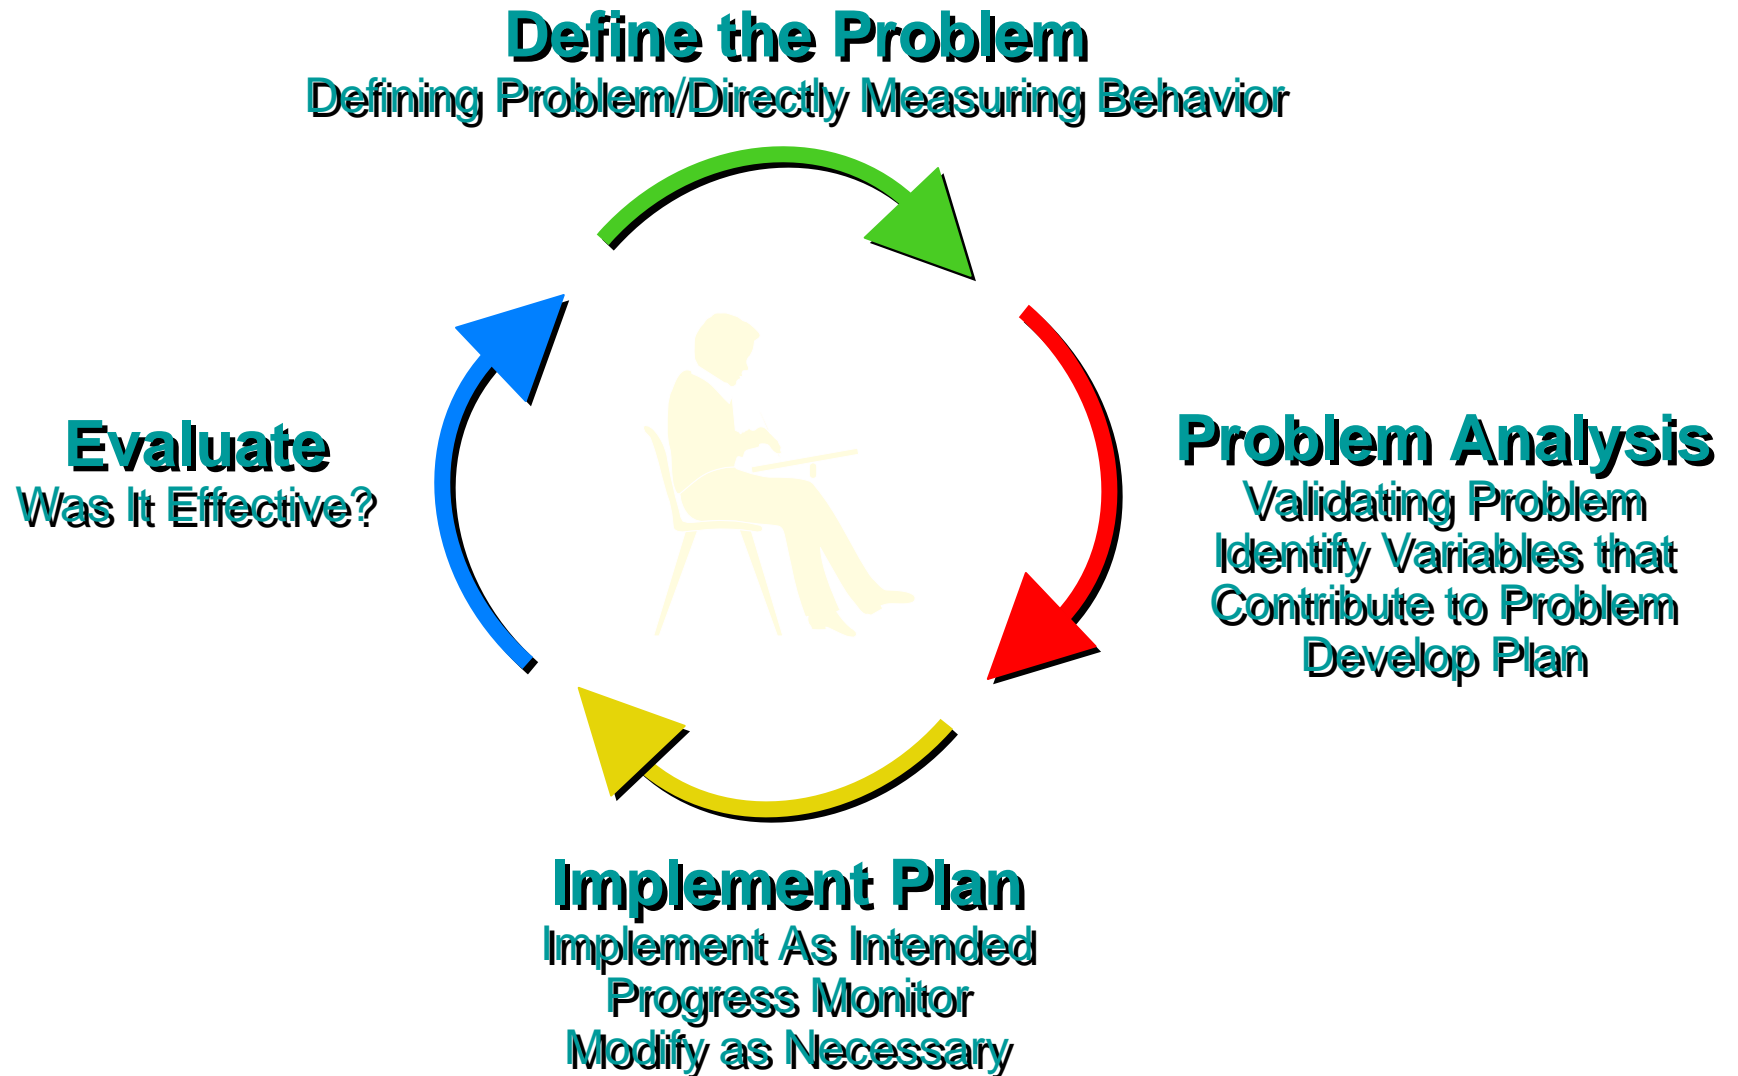 Define the Problem
Defining Problem/Directly Measuring Behavior
Evaluate
Was It Effective?
Problem Analysis
Validating Problem
Identify Variables that
Contribute to Problem
Develop Plan
Implement Plan
Implement As Intended
Progress Monitor
Modify as Necessary